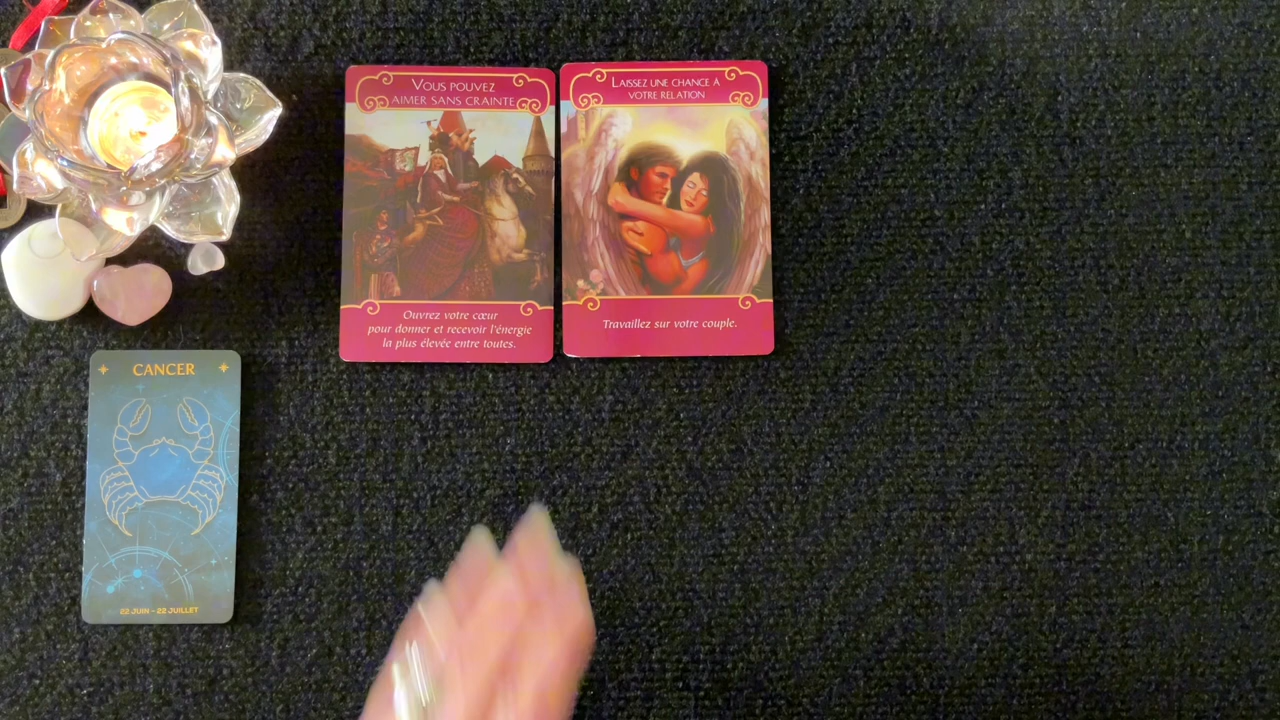 VOUS POUVEZ
AIMER SANS CRAINTE
Ouvrez votre cœur
pour donner et recevoir l'énergie
la plus élevée entre toutes.
LAISSEZ UNE CHANCE À
VOTRE RELATION
Travaillez sur votre couple.
CANCER
22 JUIN - 22 JUILLET